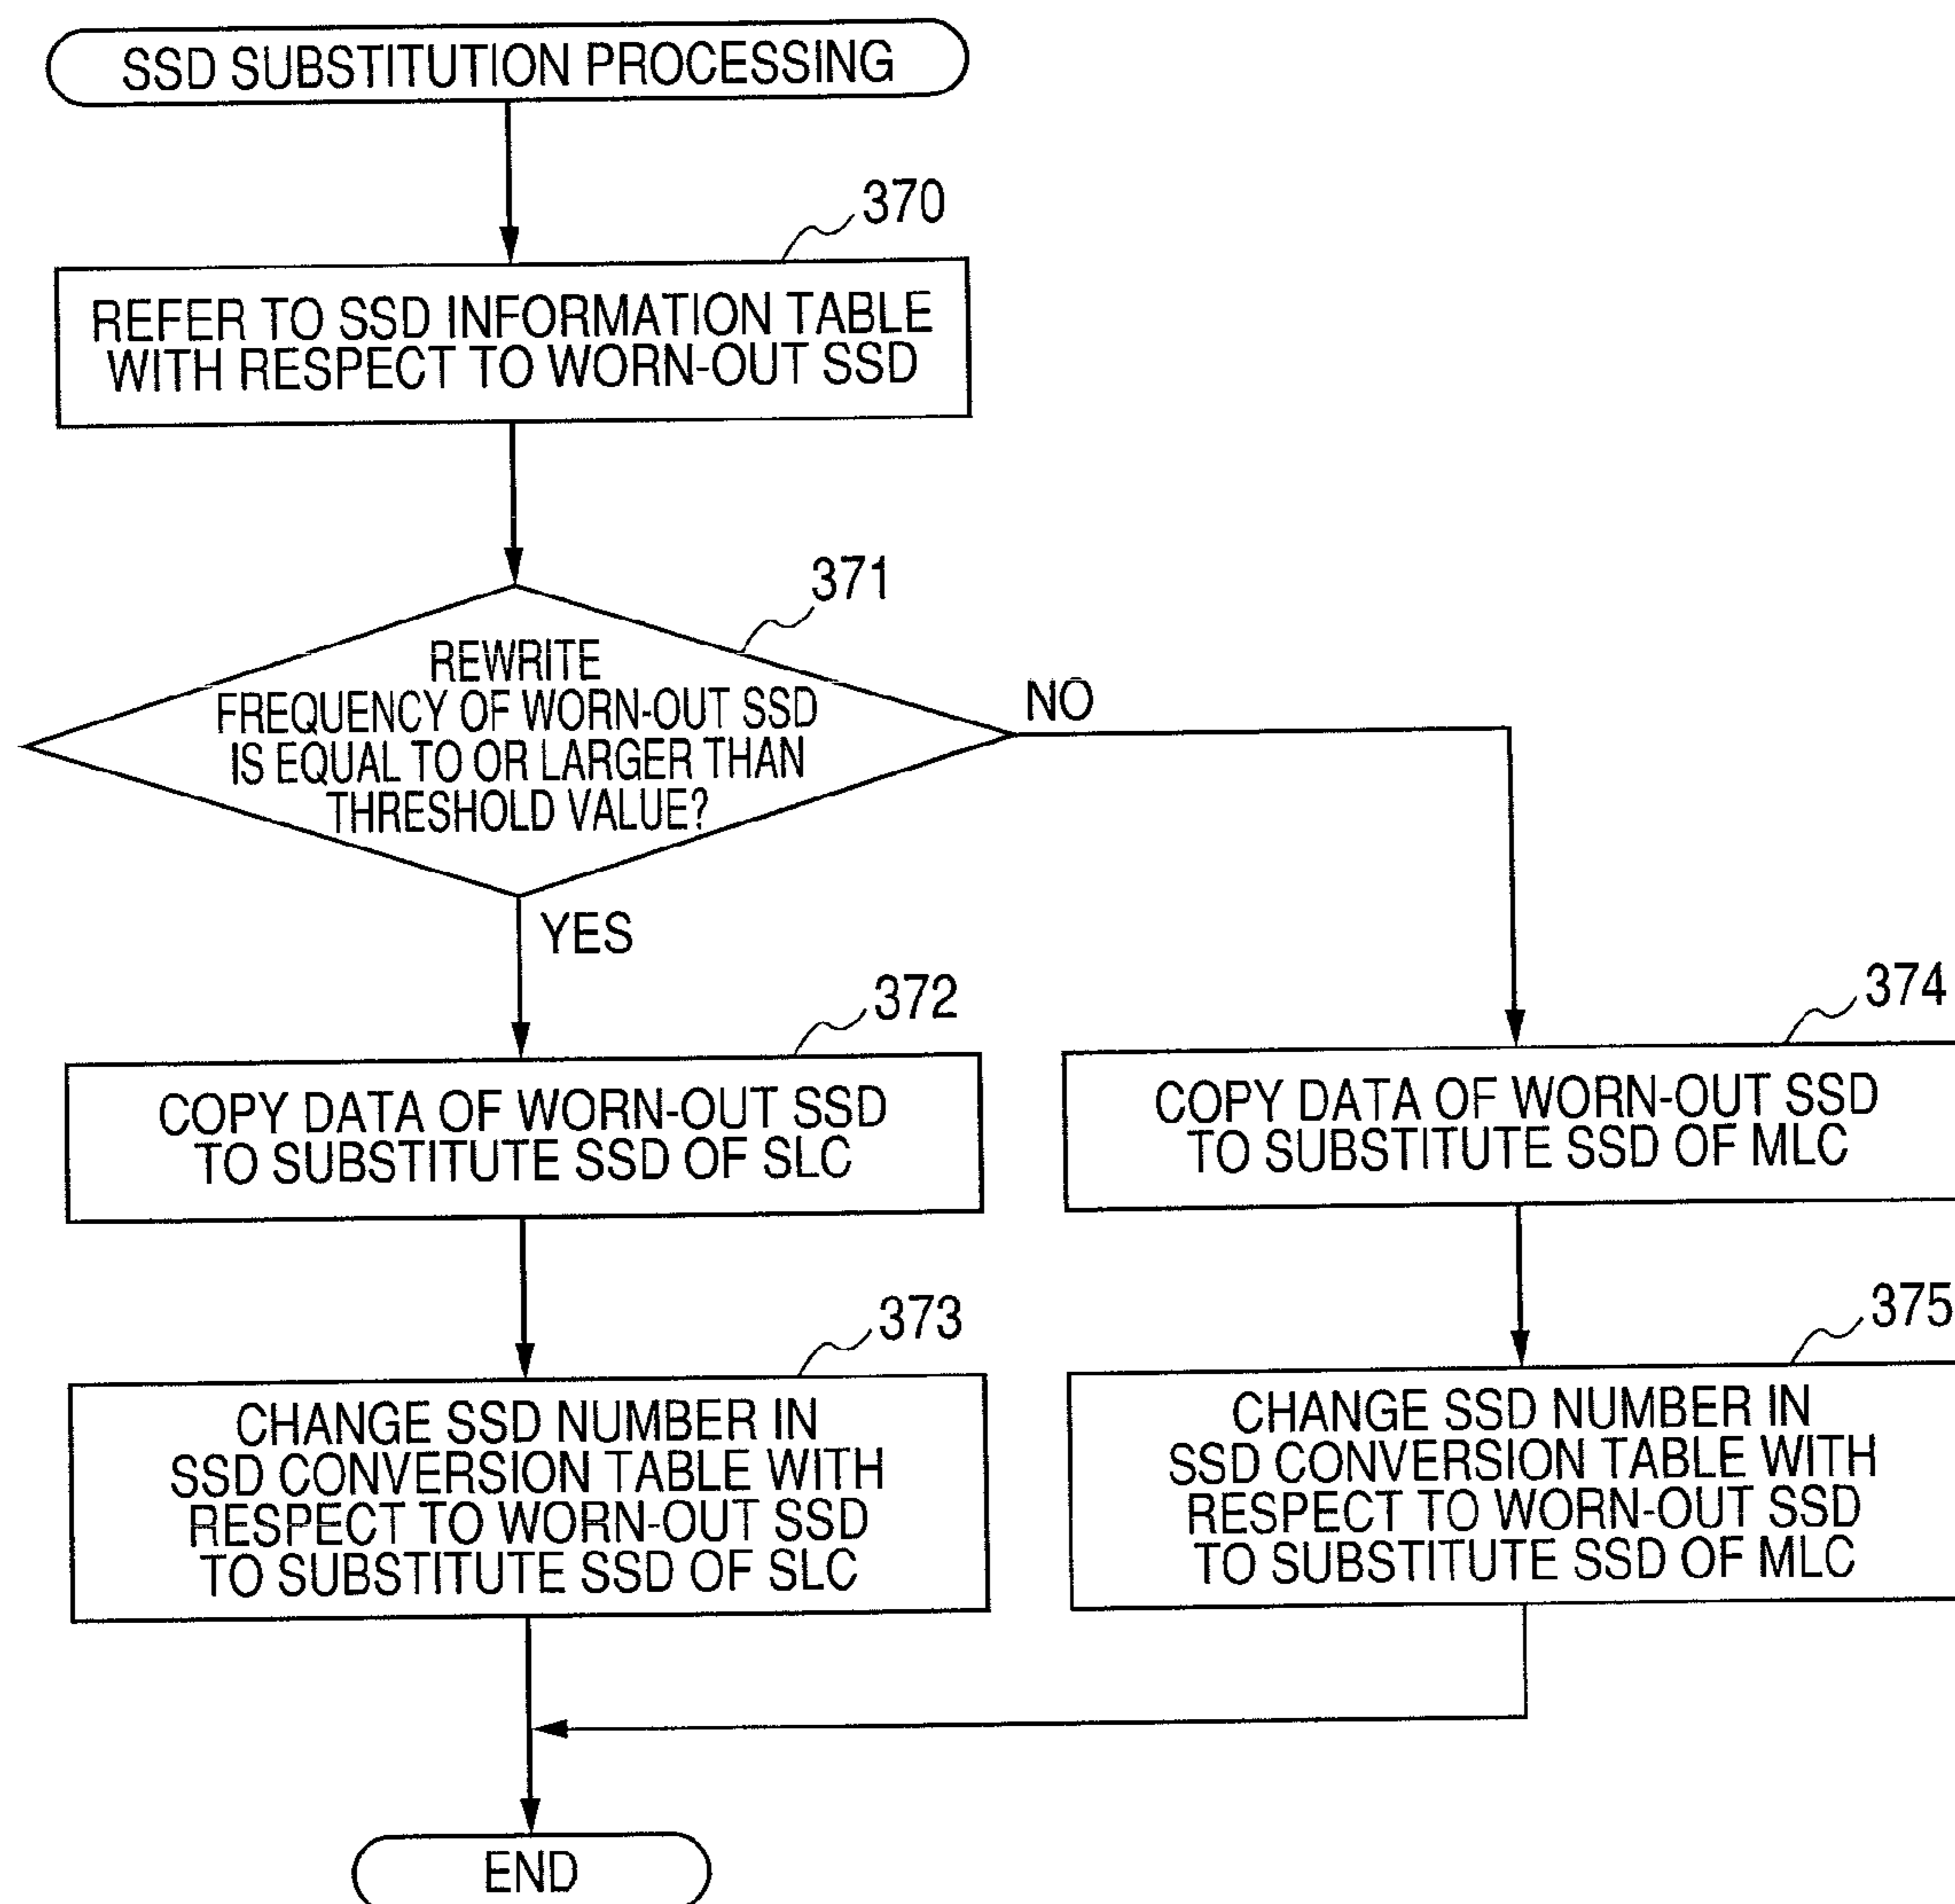 SSD SUBSTITUTION PROCESSING
370
REFER TO SSD INFORMATION TABLE
WITH RESPECT TO WORN-OUT SSD
371
REWRITE
FREQUENCY OF WORN-OUT SSD
IS EQUAL TO OR LARGER THAN
THRESHOLD VALUE?
NO
YES
372
COPY DATA OF WORN-OUT SSD
TO SUBSTITUTE SSD OF SLC
374
COPY DATA OF WORN-OUT SSD
TO SUBSTITUTE SSD OF MLC
373
CHANGE SSD NUMBER IN
SSD CONVERSION TABLE WITH
RESPECT TO WORN-OUT SSD
TO SUBSTITUTE SSD OF SLC
375
CHANGE SSD NUMBER IN
SSD CONVERSION TABLE WITH
RESPECT TO WORN-OUT SSD
TO SUBSTITUTE SSD OF MLC
END